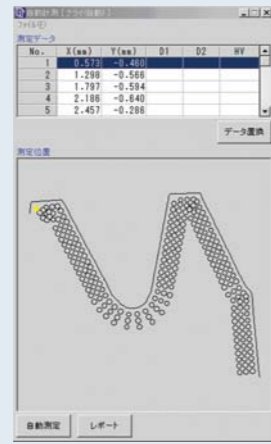 自動計測 [ナライ自動]
ファイル(F)
測定データ
No. X(mm) Y(mm) D1 D2 HV
1 0.573 -0.460
2 1.298 -0.566
3 1.797 -0.594
4 2.186 -0.640
5 2.457 -0.286
データ置換
測定位置
自動測定 レポート